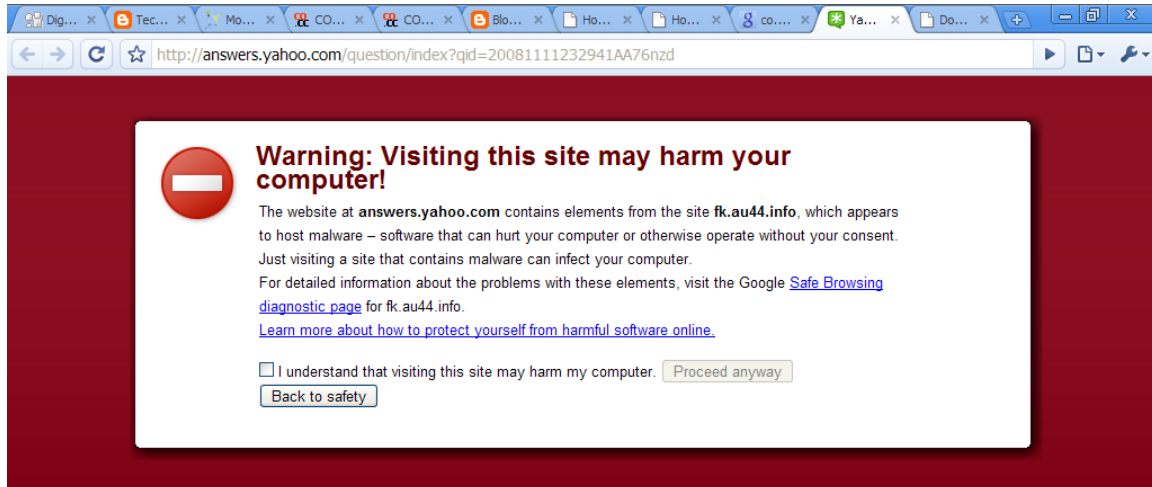 Dig... Tec... Mo... CO... CO... Blo... Ho... Ho... co.... Ya... Do...
http://answers.yahoo.com/question/index?qid=20081111232941AA76nzd
Warning: Visiting this site may harm your
computer!
The website at answers.yahoo.com contains elements from the site fk.au44.info, which appears
to host malware – software that can hurt your computer or otherwise operate without your consent.
Just visiting a site that contains malware can infect your computer.
For detailed information about the problems with these elements, visit the Google Safe Browsing
diagnostic page for fk.au44.info.
Learn more about how to protect yourself from harmful software online.
I understand that visiting this site may harm my computer. Proceed anyway
Back to safety